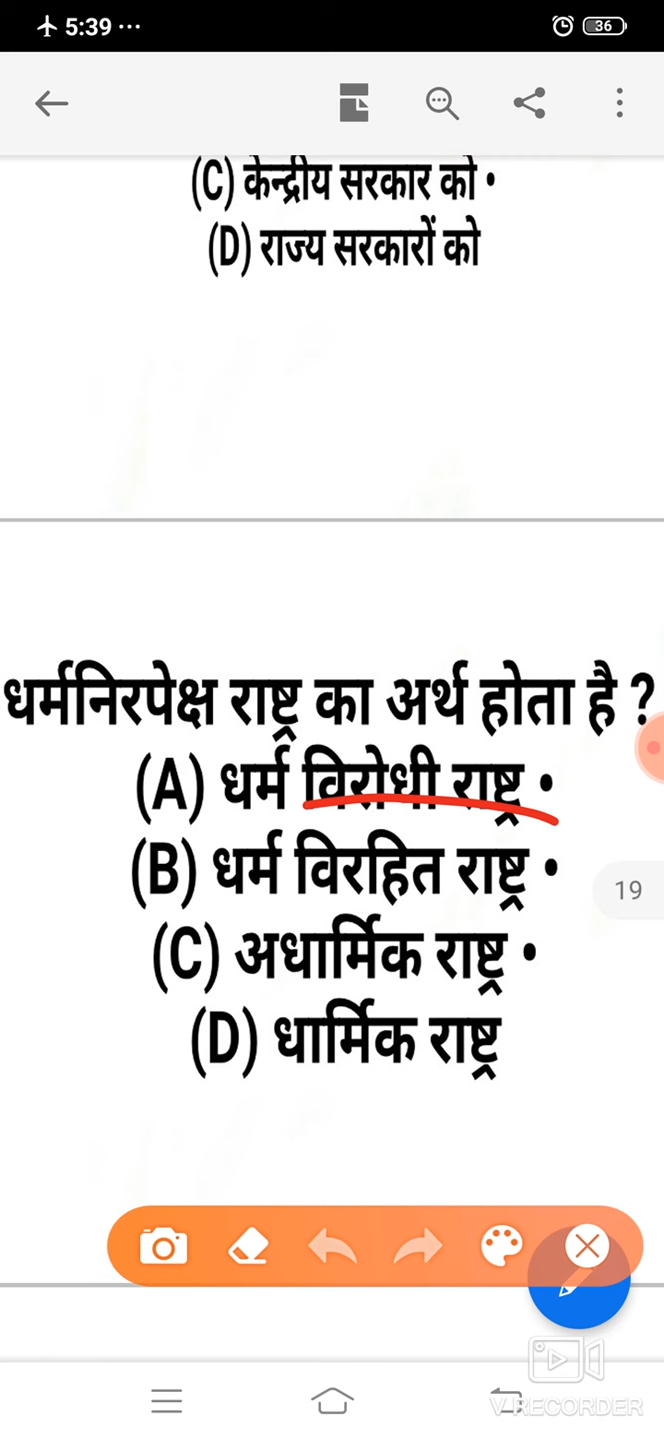 5:39 ...
36
(C) केन्द्रीय सरकार को •
(D) राज्य सरकारों को
धर्मनिरपेक्ष राष्ट्र का अर्थ होता है ?
(A) धर्म विरोधी राष्ट्र •
(B) धर्म विरहित राष्ट्र •
19
(C) अधार्मिक राष्ट्र •
(D) धार्मिक राष्ट्र
V RECORDER